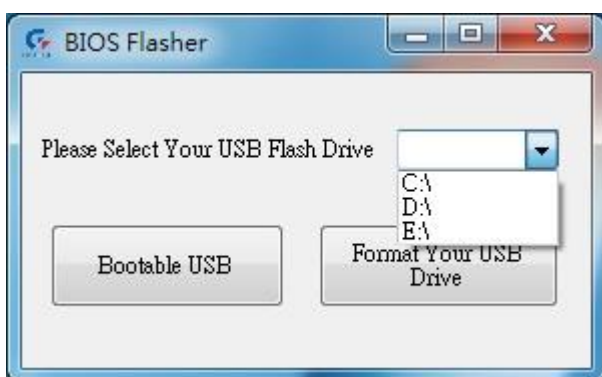 BIOS Flasher
Please Select Your USB Flash Drive
C:\
D:\
E:\
Bootable USB
Format Your USB
Drive